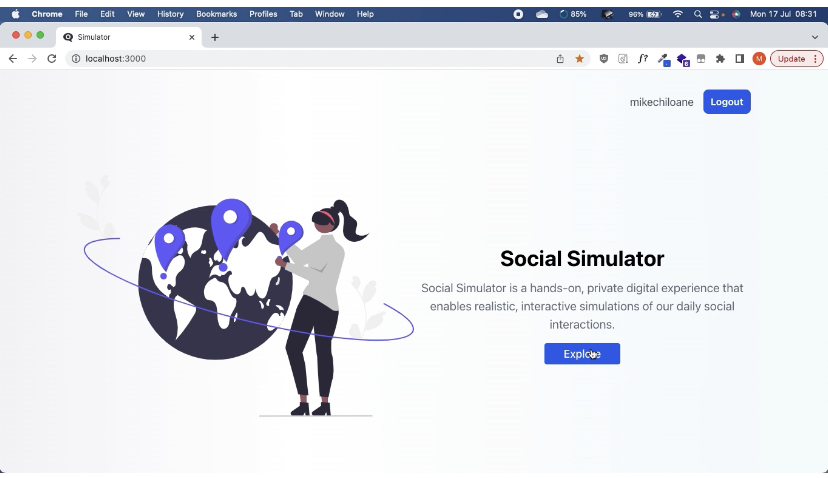 Chrome File Edit View History Bookmarks Profiles Tab Window Help 85% 96% Mon 17 Jul 08:31
Simulator
localhost:3000 f? M Update
mikechiloane Logout
Social Simulator
Social Simulator is a hands-on, private digital experience that
enables realistic, interactive simulations of our daily social
interactions.
Explore